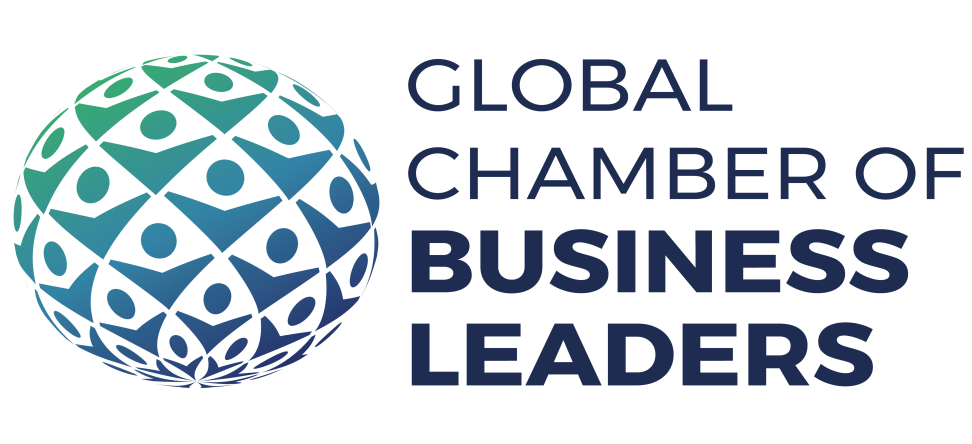 GLOBAL
CHAMBER OF
BUSINESS
LEADERS